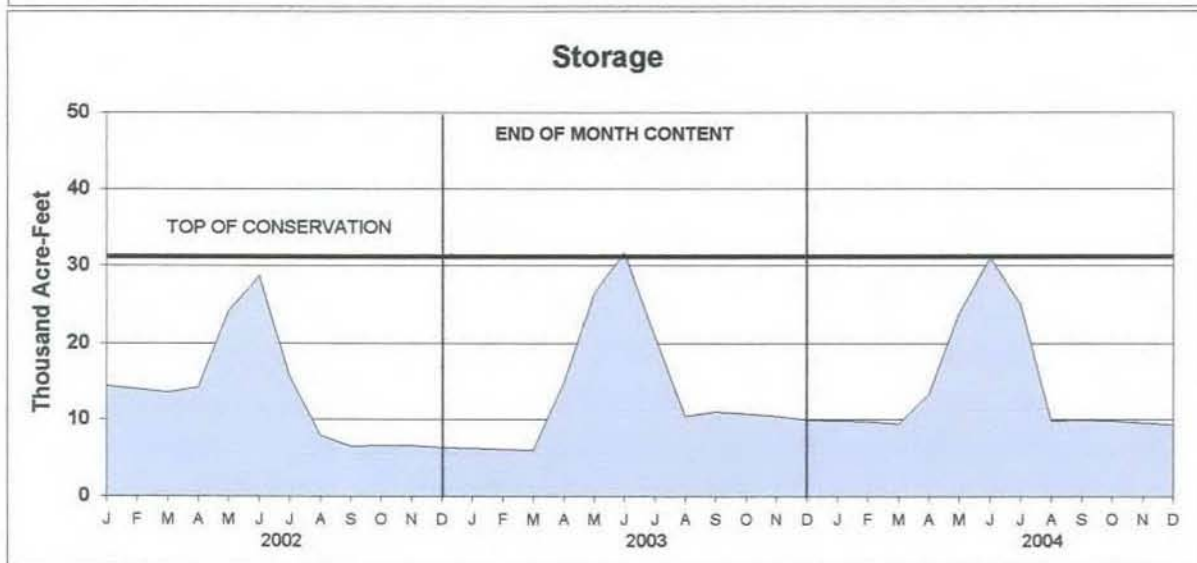 Storage
50
END OF MONTH CONTENT
40
TOP OF CONSERVATION
30
20
10
0
Thousand Acre-Feet
J F M A M J J A S O N D J F M A M J J A S O N D J F M A M J J A S O N D
2002 2003 2004